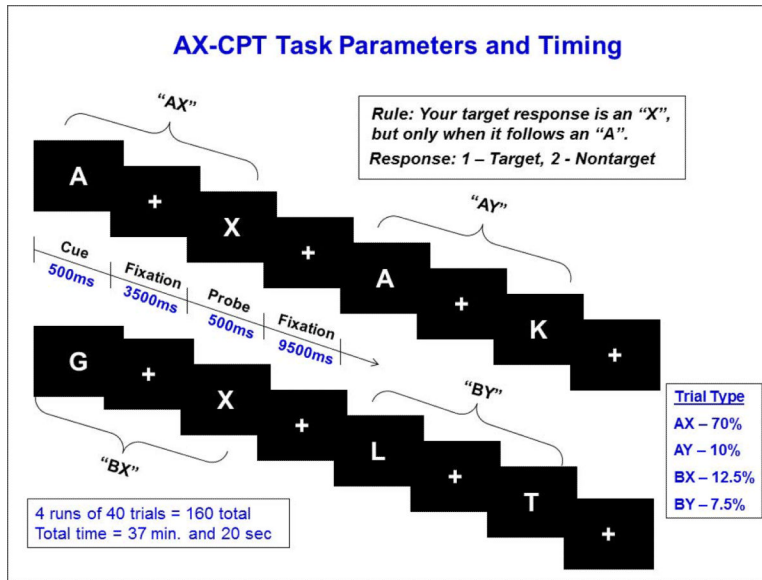 AX-CPT Task Parameters and Timing
“AX”
Rule: Your target response is an “X”,
but only when it follows an “A”.
Response: 1 – Target, 2 - Nontarget
A
+
X
+
“AY”
A
+
K
+
Cue
500ms
Fixation
3500ms
Probe
500ms
Fixation
9500ms
G
+
X
+
“BX”
“BY”
L
+
T
+
Trial Type
AX – 70%
AY – 10%
BX – 12.5%
BY – 7.5%
4 runs of 40 trials = 160 total
Total time = 37 min. and 20 sec